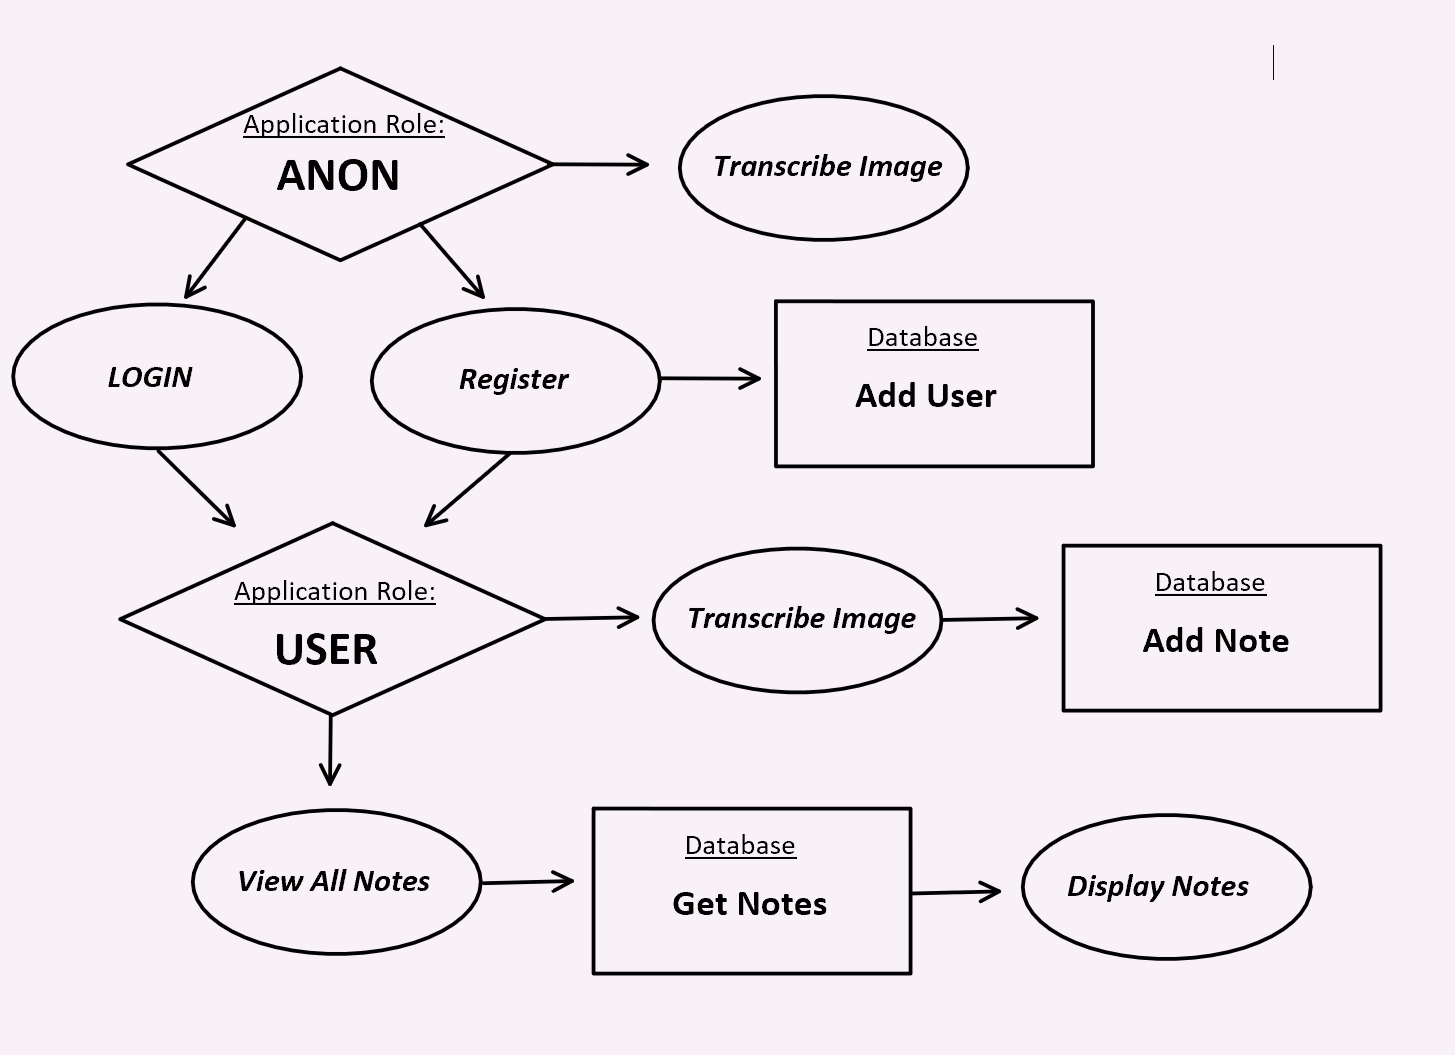 Application Role:
ANON
Transcribe Image
LOGIN
Register
Database
Add User
Application Role:
USER
Transcribe Image
Database
Add Note
View All Notes
Database
Get Notes
Display Notes